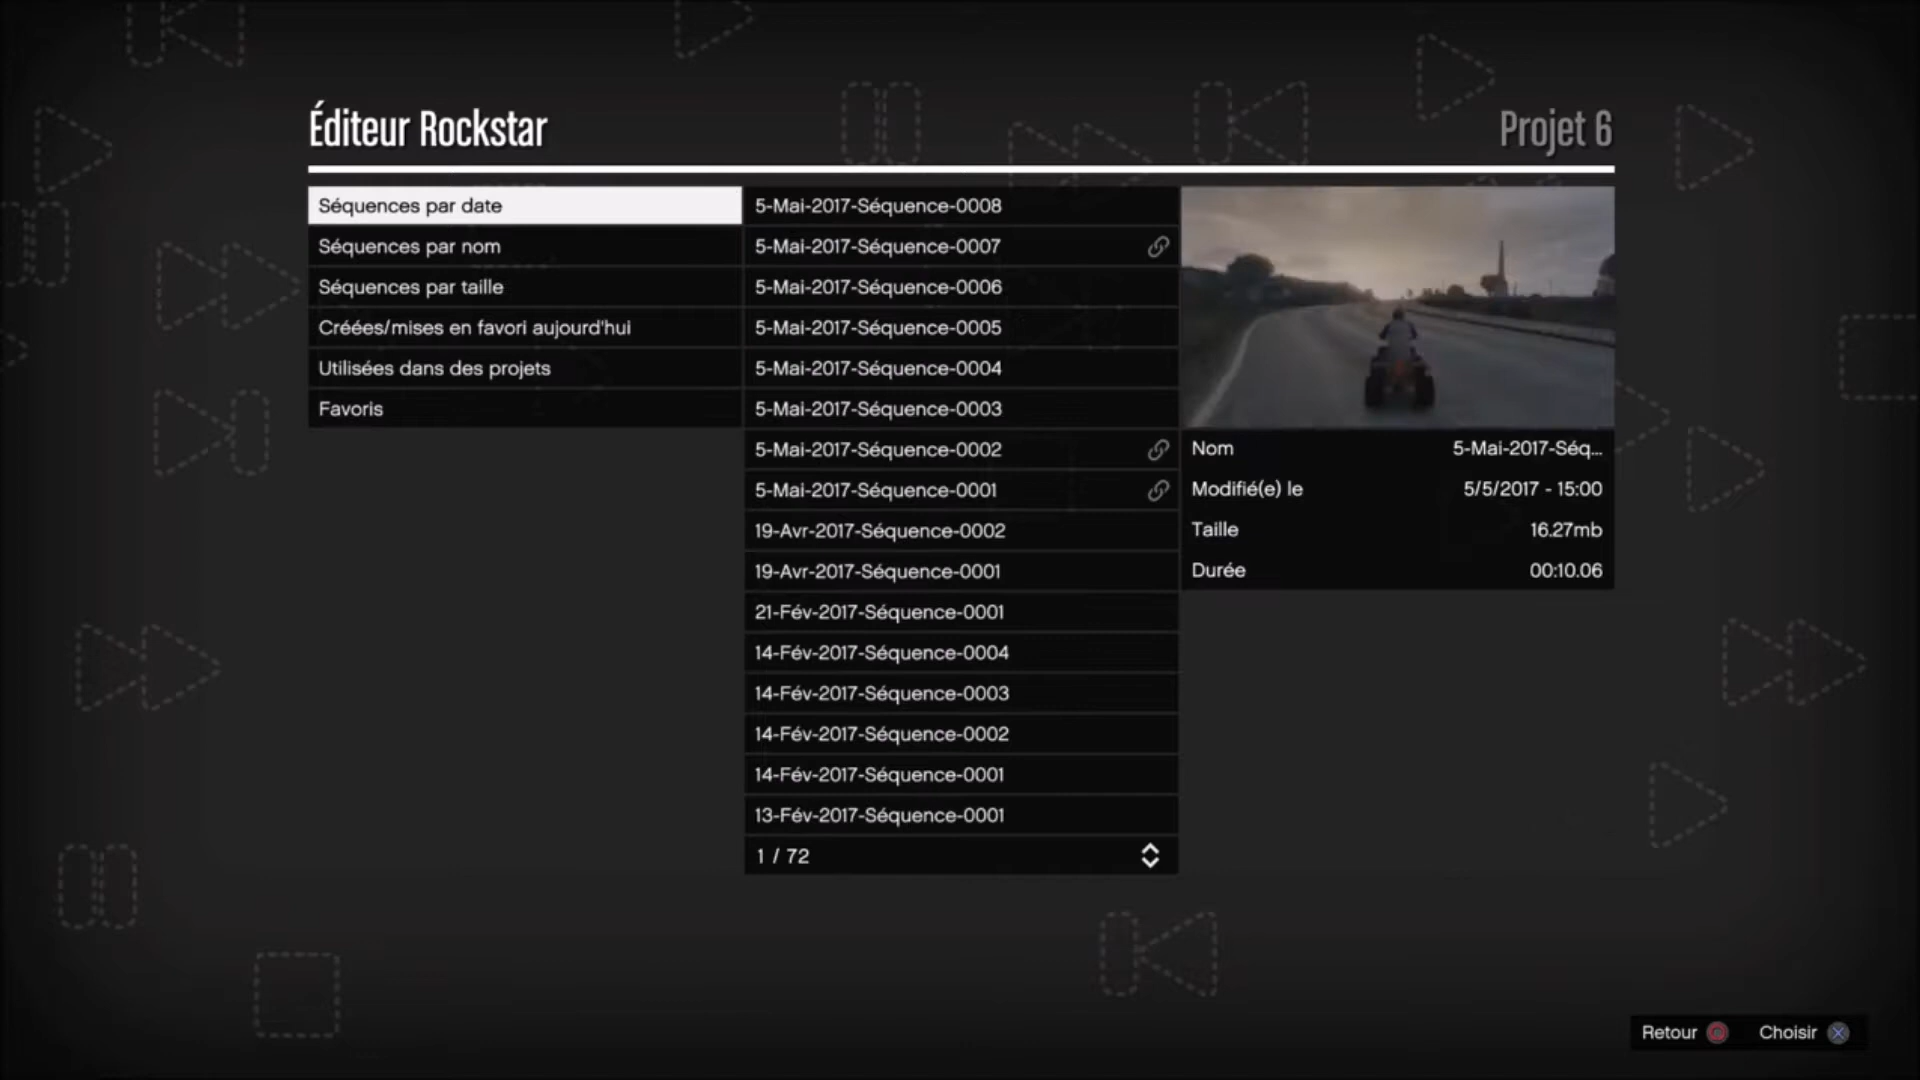 Éditeur Rockstar
Projet 6
Séquences par date
Séquences par nom
Séquences par taille
Créées/mises en favori aujourd'hui
Utilisées dans des projets
Favoris
5-Mai-2017-Séquence-0008
5-Mai-2017-Séquence-0007
5-Mai-2017-Séquence-0006
5-Mai-2017-Séquence-0005
5-Mai-2017-Séquence-0004
5-Mai-2017-Séquence-0003
5-Mai-2017-Séquence-0002
5-Mai-2017-Séquence-0001
19-Avr-2017-Séquence-0002
19-Avr-2017-Séquence-0001
21-Fév-2017-Séquence-0001
14-Fév-2017-Séquence-0004
14-Fév-2017-Séquence-0003
14-Fév-2017-Séquence-0002
14-Fév-2017-Séquence-0001
13-Fév-2017-Séquence-0001
1 / 72
Nom 5-Mai-2017-Séq...
Modifié(e) le 5/5/2017 - 15:00
Taille 16.27mb
Durée 00:10.06
Retour Choisir